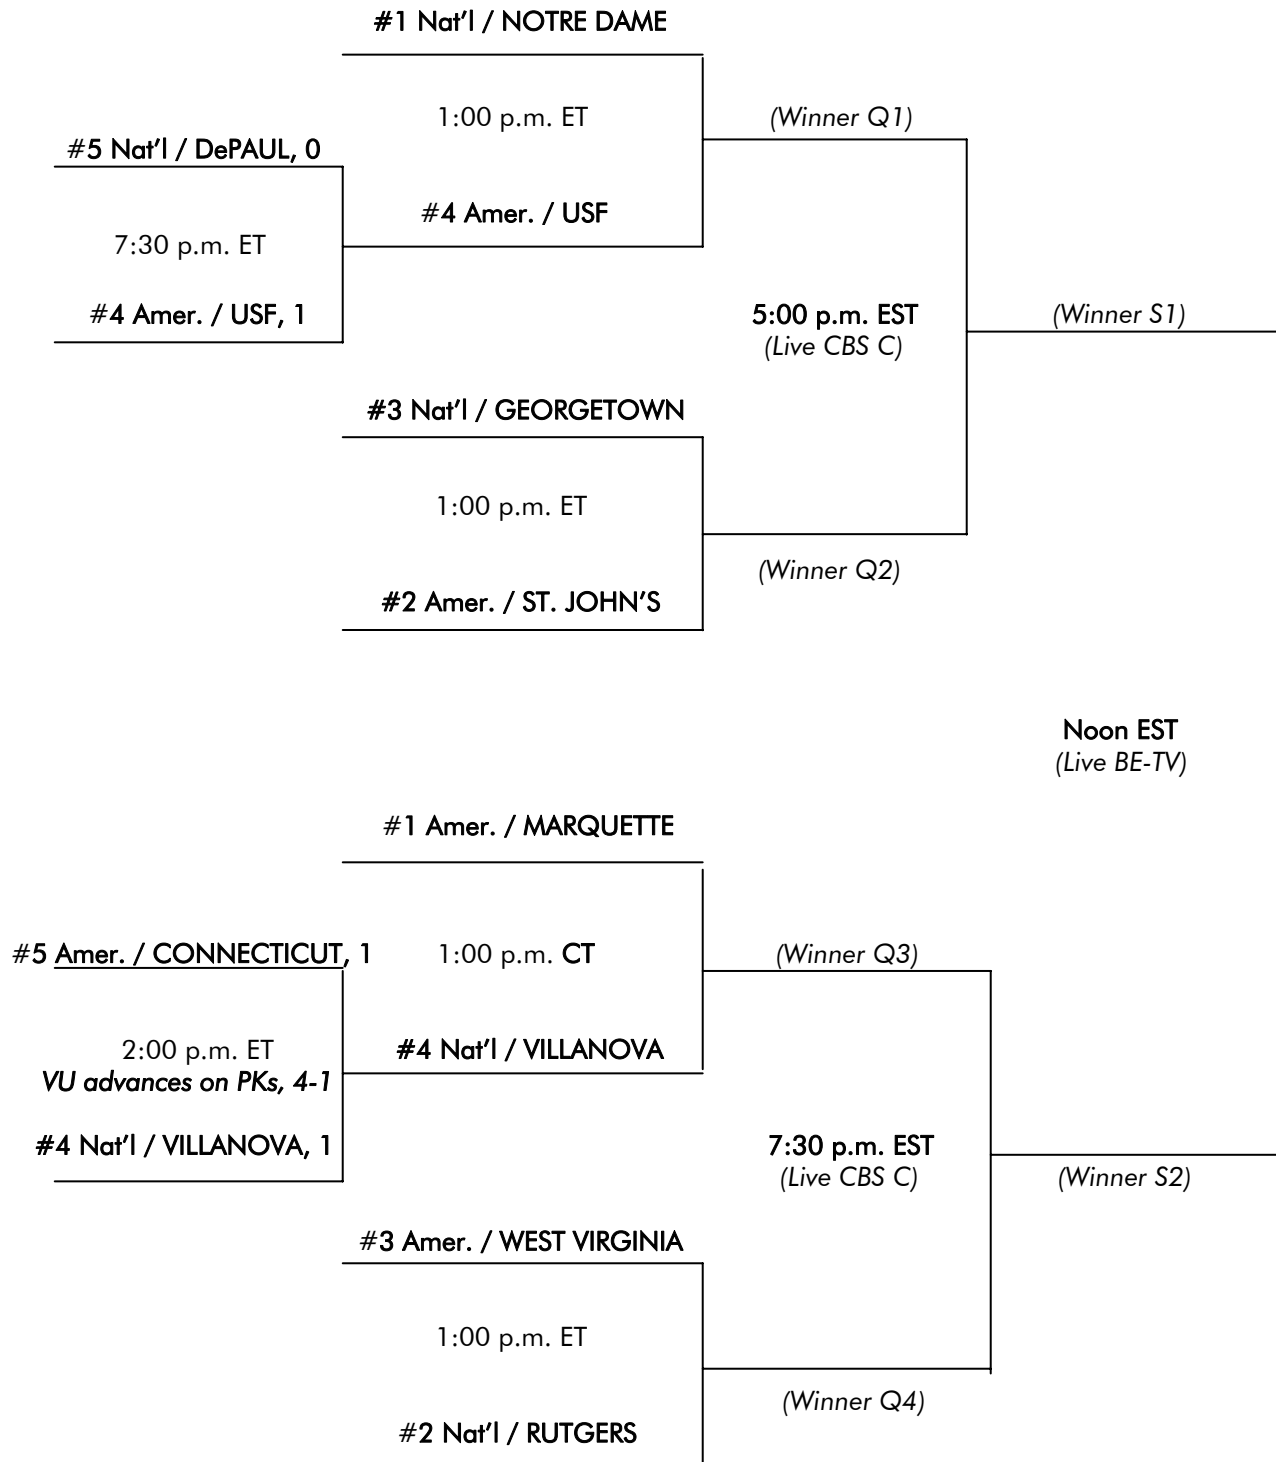 #1 Nat'l / NOTRE DAME
1:00 p.m. ET
(Winner Q1)
#5 Nat'l / DePAUL, 0
#4 Amer. / USF
7:30 p.m. ET
#4 Amer. / USF, 1
5:00 p.m. EST
(Live CBS C)
(Winner S1)
#3 Nat'l / GEORGETOWN
1:00 p.m. ET
(Winner Q2)
#2 Amer. / ST. JOHN'S
Noon EST
(Live BE-TV)
#1 Amer. / MARQUETTE
#5 Amer. / CONNECTICUT, 1
1:00 p.m. CT
(Winner Q3)
2:00 p.m. ET
VU advances on PKs, 4-1
#4 Nat'l / VILLANOVA
#4 Nat'l / VILLANOVA, 1
7:30 p.m. EST
(Live CBS C)
(Winner S2)
#3 Amer. / WEST VIRGINIA
1:00 p.m. ET
(Winner Q4)
#2 Nat'l / RUTGERS